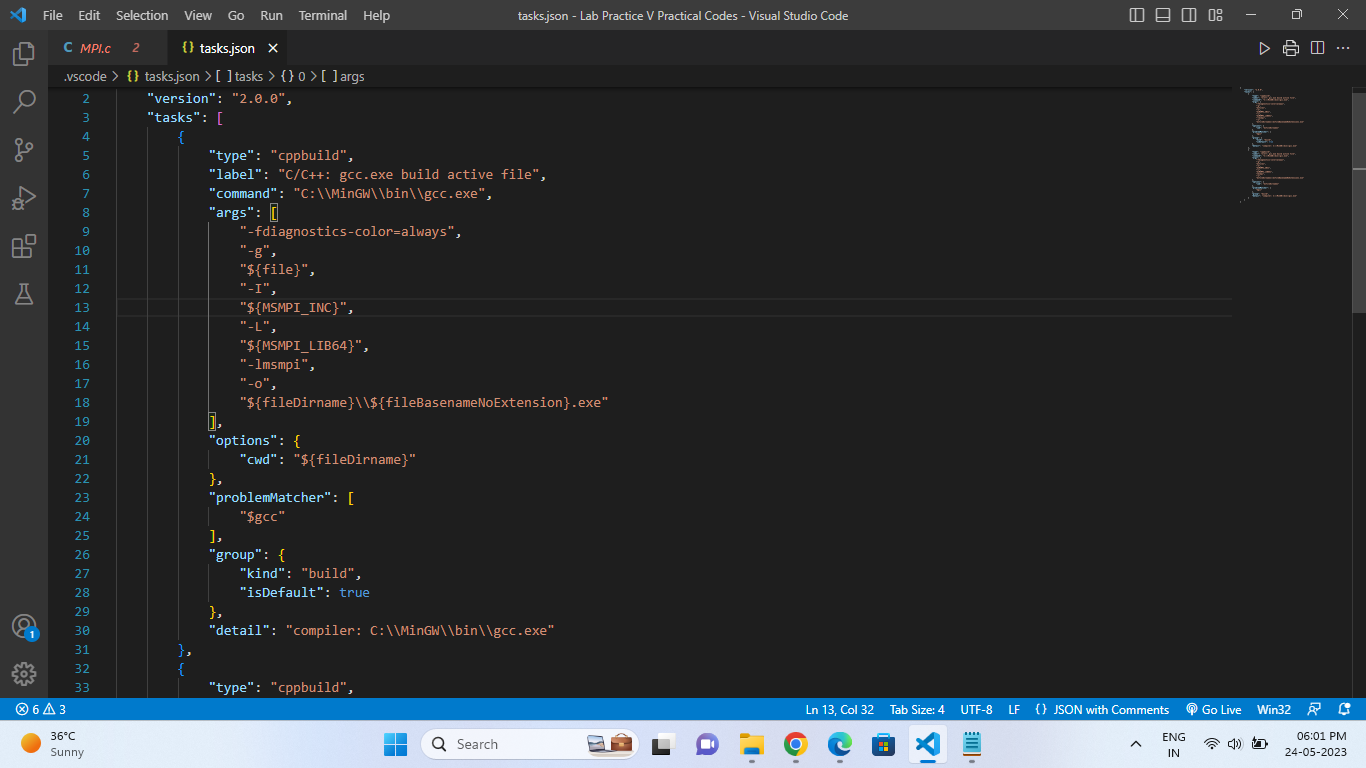 File Edit Selection View Go Run Terminal Help
tasks.json - Lab Practice V Practical Codes - Visual Studio Code
C MPI.c 2
{} tasks.json
.vscode > {} tasks.json > [ ] tasks > {} 0 > [ ] args
2 "version": "2.0.0",
3 "tasks": [
4 {
5 "type": "cppbuild",
6 "label": "C/C++: gcc.exe build active file",
7 "command": "C:\\MinGW\\bin\\gcc.exe",
8 "args": [
9 "-fdiagnostics-color=always",
10 "-g",
11 "${file}",
12 "-I",
13 "${MSMPI_INC}",
14 "-L",
15 "${MSMPI_LIB64}",
16 "-lmsmpi",
17 "-o",
18 "${fileDirname}\\${fileBasenameNoExtension}.exe"
19 ],
20 "options": {
21 "cwd": "${fileDirname}"
22 },
23 "problemMatcher": [
24 "$gcc"
25 ],
26 "group": {
27 "kind": "build",
28 "isDefault": true
29 },
30 "detail": "compiler: C:\\MinGW\\bin\\gcc.exe"
31 },
32 {
33 "type": "cppbuild",
1
6 3
Ln 13, Col 32 Tab Size: 4 UTF-8 LF {} JSON with Comments Go Live Win32
36°C
Sunny
Search
ENG
IN
06:01 PM
24-05-2023